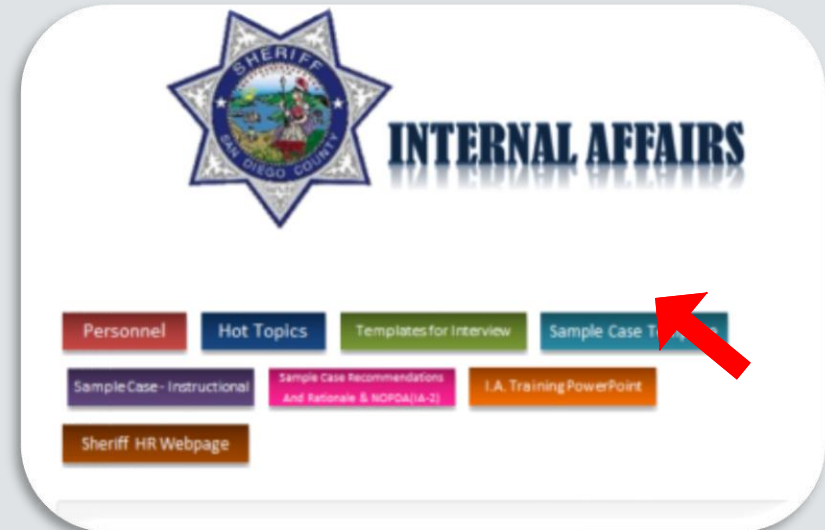 SHERIFF
SAN DIEGO COUNTY
INTERNAL AFFAIRS
Personnel
Hot Topics
Templates for Interview
Sample Case
Sample Case - Instructional
Sample Case Recommendations
And Rationale & NOPDA(IA-2)
I.A. Training PowerPoint
Sheriff HR Webpage